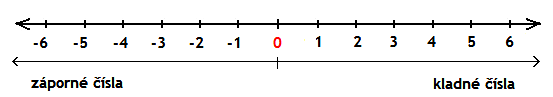 -6 -5 -4 -3 -2 -1 0 1 2 3 4 5 6
záporné čísla kladné čísla